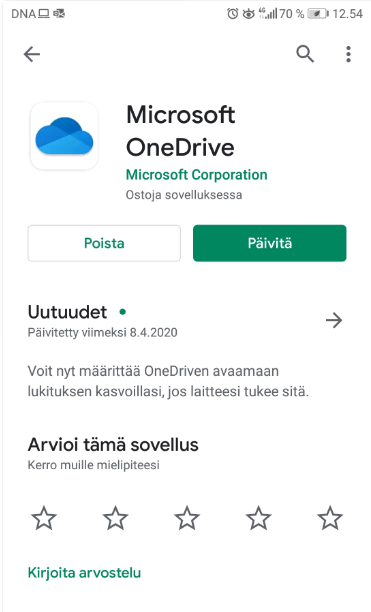 DNA 4G 70 % 12.54
Microsoft
OneDrive
Microsoft Corporation
Ostoja sovelluksessa
Poista
Päivitä
Uutuudet
Päivitetty viimeksi 8.4.2020
Voit nyt määrittää OneDriven avaamaan
lukituksen kasvoillasi, jos laitteesi tukee sitä.
Arvioi tämä sovellus
Kerro muille mielipiteesi
Kirjoita arvostelu